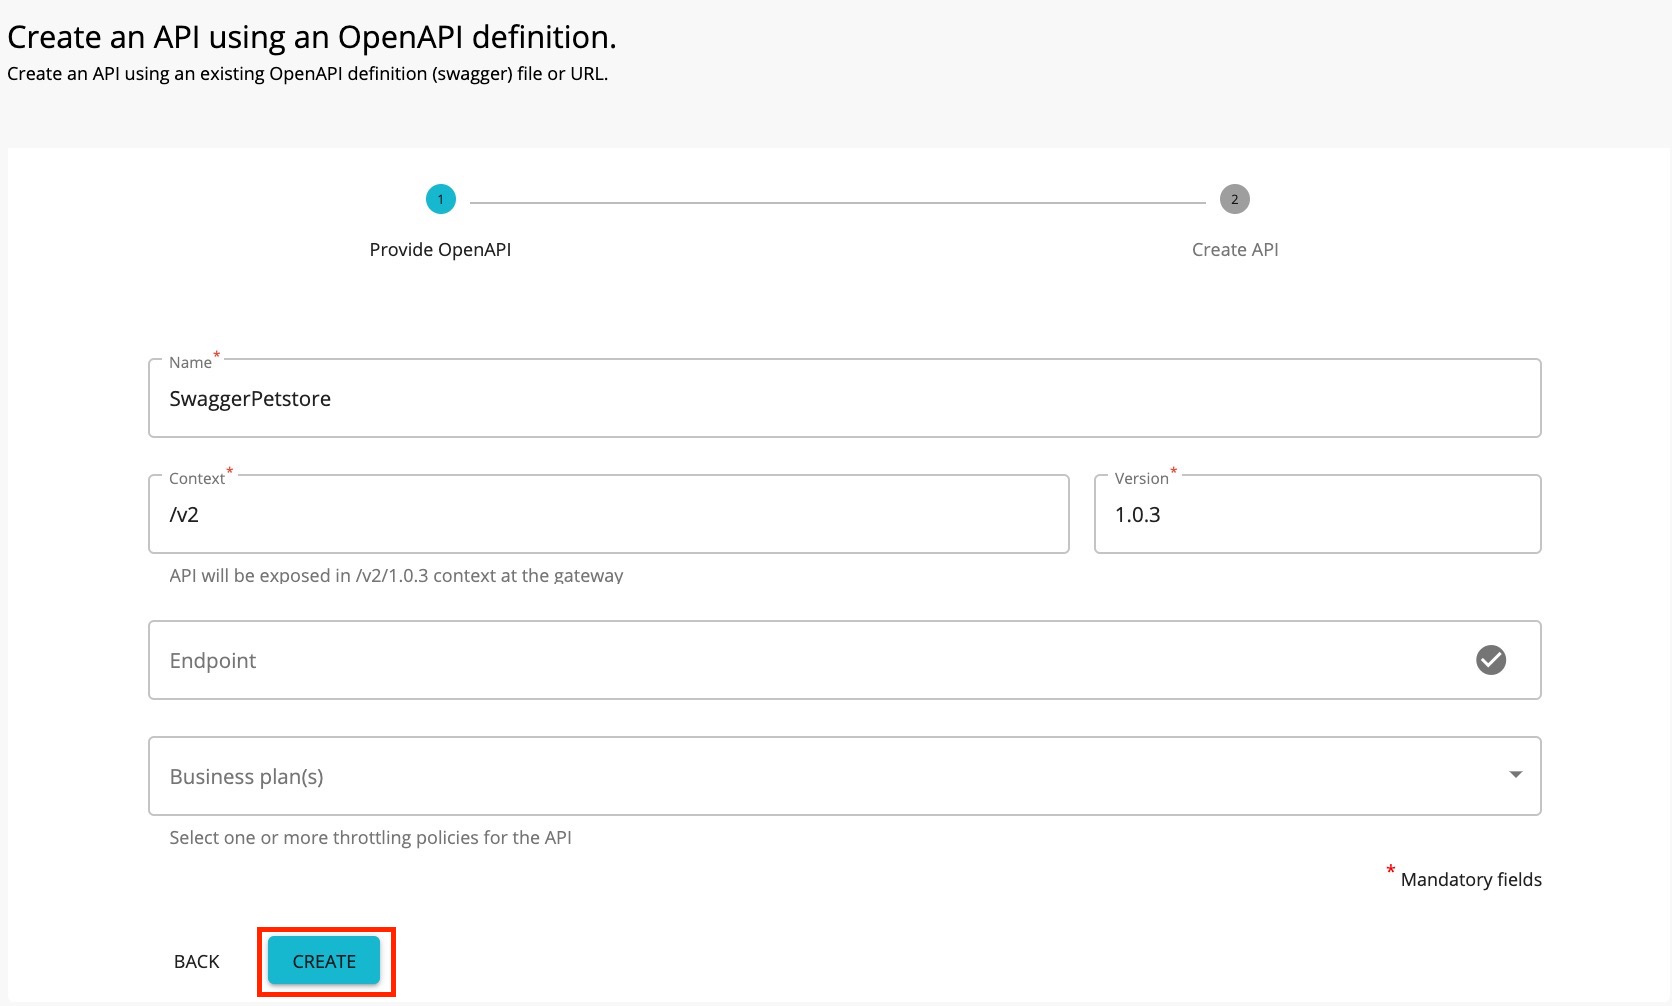 Create an API using an OpenAPI definition.
Create an API using an existing OpenAPI definition (swagger) file or URL.
1
2
Provide OpenAPI
Create API
Name*
SwaggerPetstore
Context*
Version*
/v2
1.0.3
API will be exposed in /v2/1.0.3 context at the gateway
Endpoint
Business plan(s)
Select one or more throttling policies for the API
* Mandatory fields
BACK
CREATE